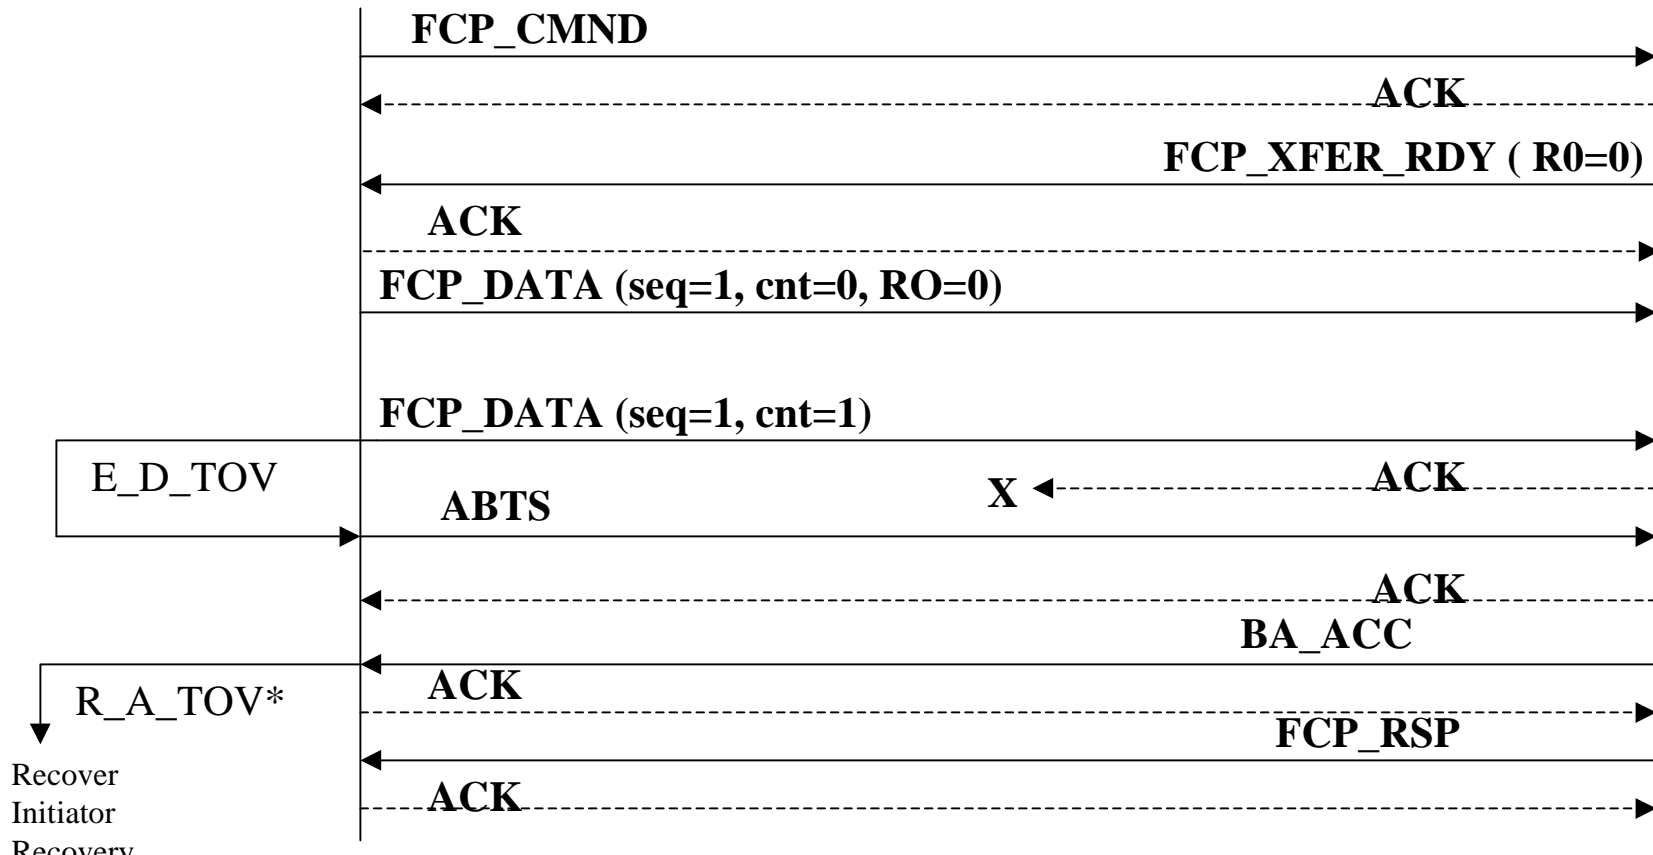 FCP_CMND
ACK
FCP_XFER_RDY ( R0=0)
ACK
FCP_DATA (seq=1, cnt=0, RO=0)
FCP_DATA (seq=1, cnt=1)
E_D_TOV
X
ACK
ABTS
ACK
BA_ACC
R_A_TOV*
ACK
FCP_RSP
Recover
Initiator
Recovery
ACK